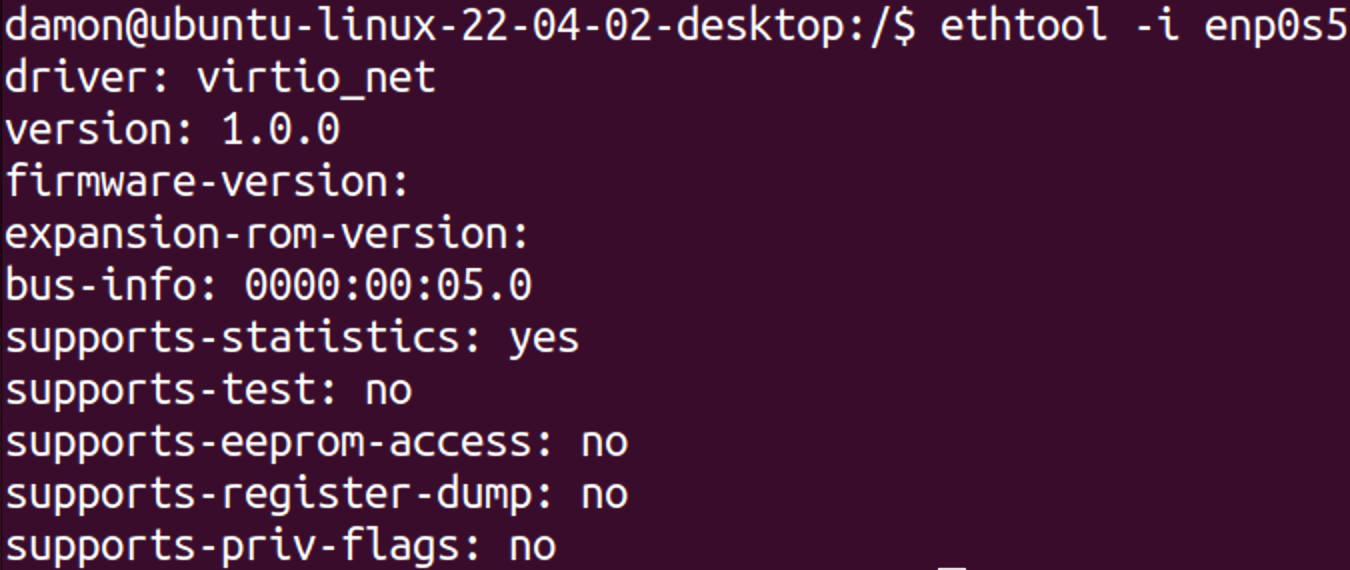 damon@ubuntu-linux-22-04-02-desktop:/$ ethtool -i enp0s5
driver: virtio_net
version: 1.0.0
firmware-version:
expansion-rom-version:
bus-info: 0000:00:05.0
supports-statistics: yes
supports-test: no
supports-eeprom-access: no
supports-register-dump: no
supports-priv-flags: no